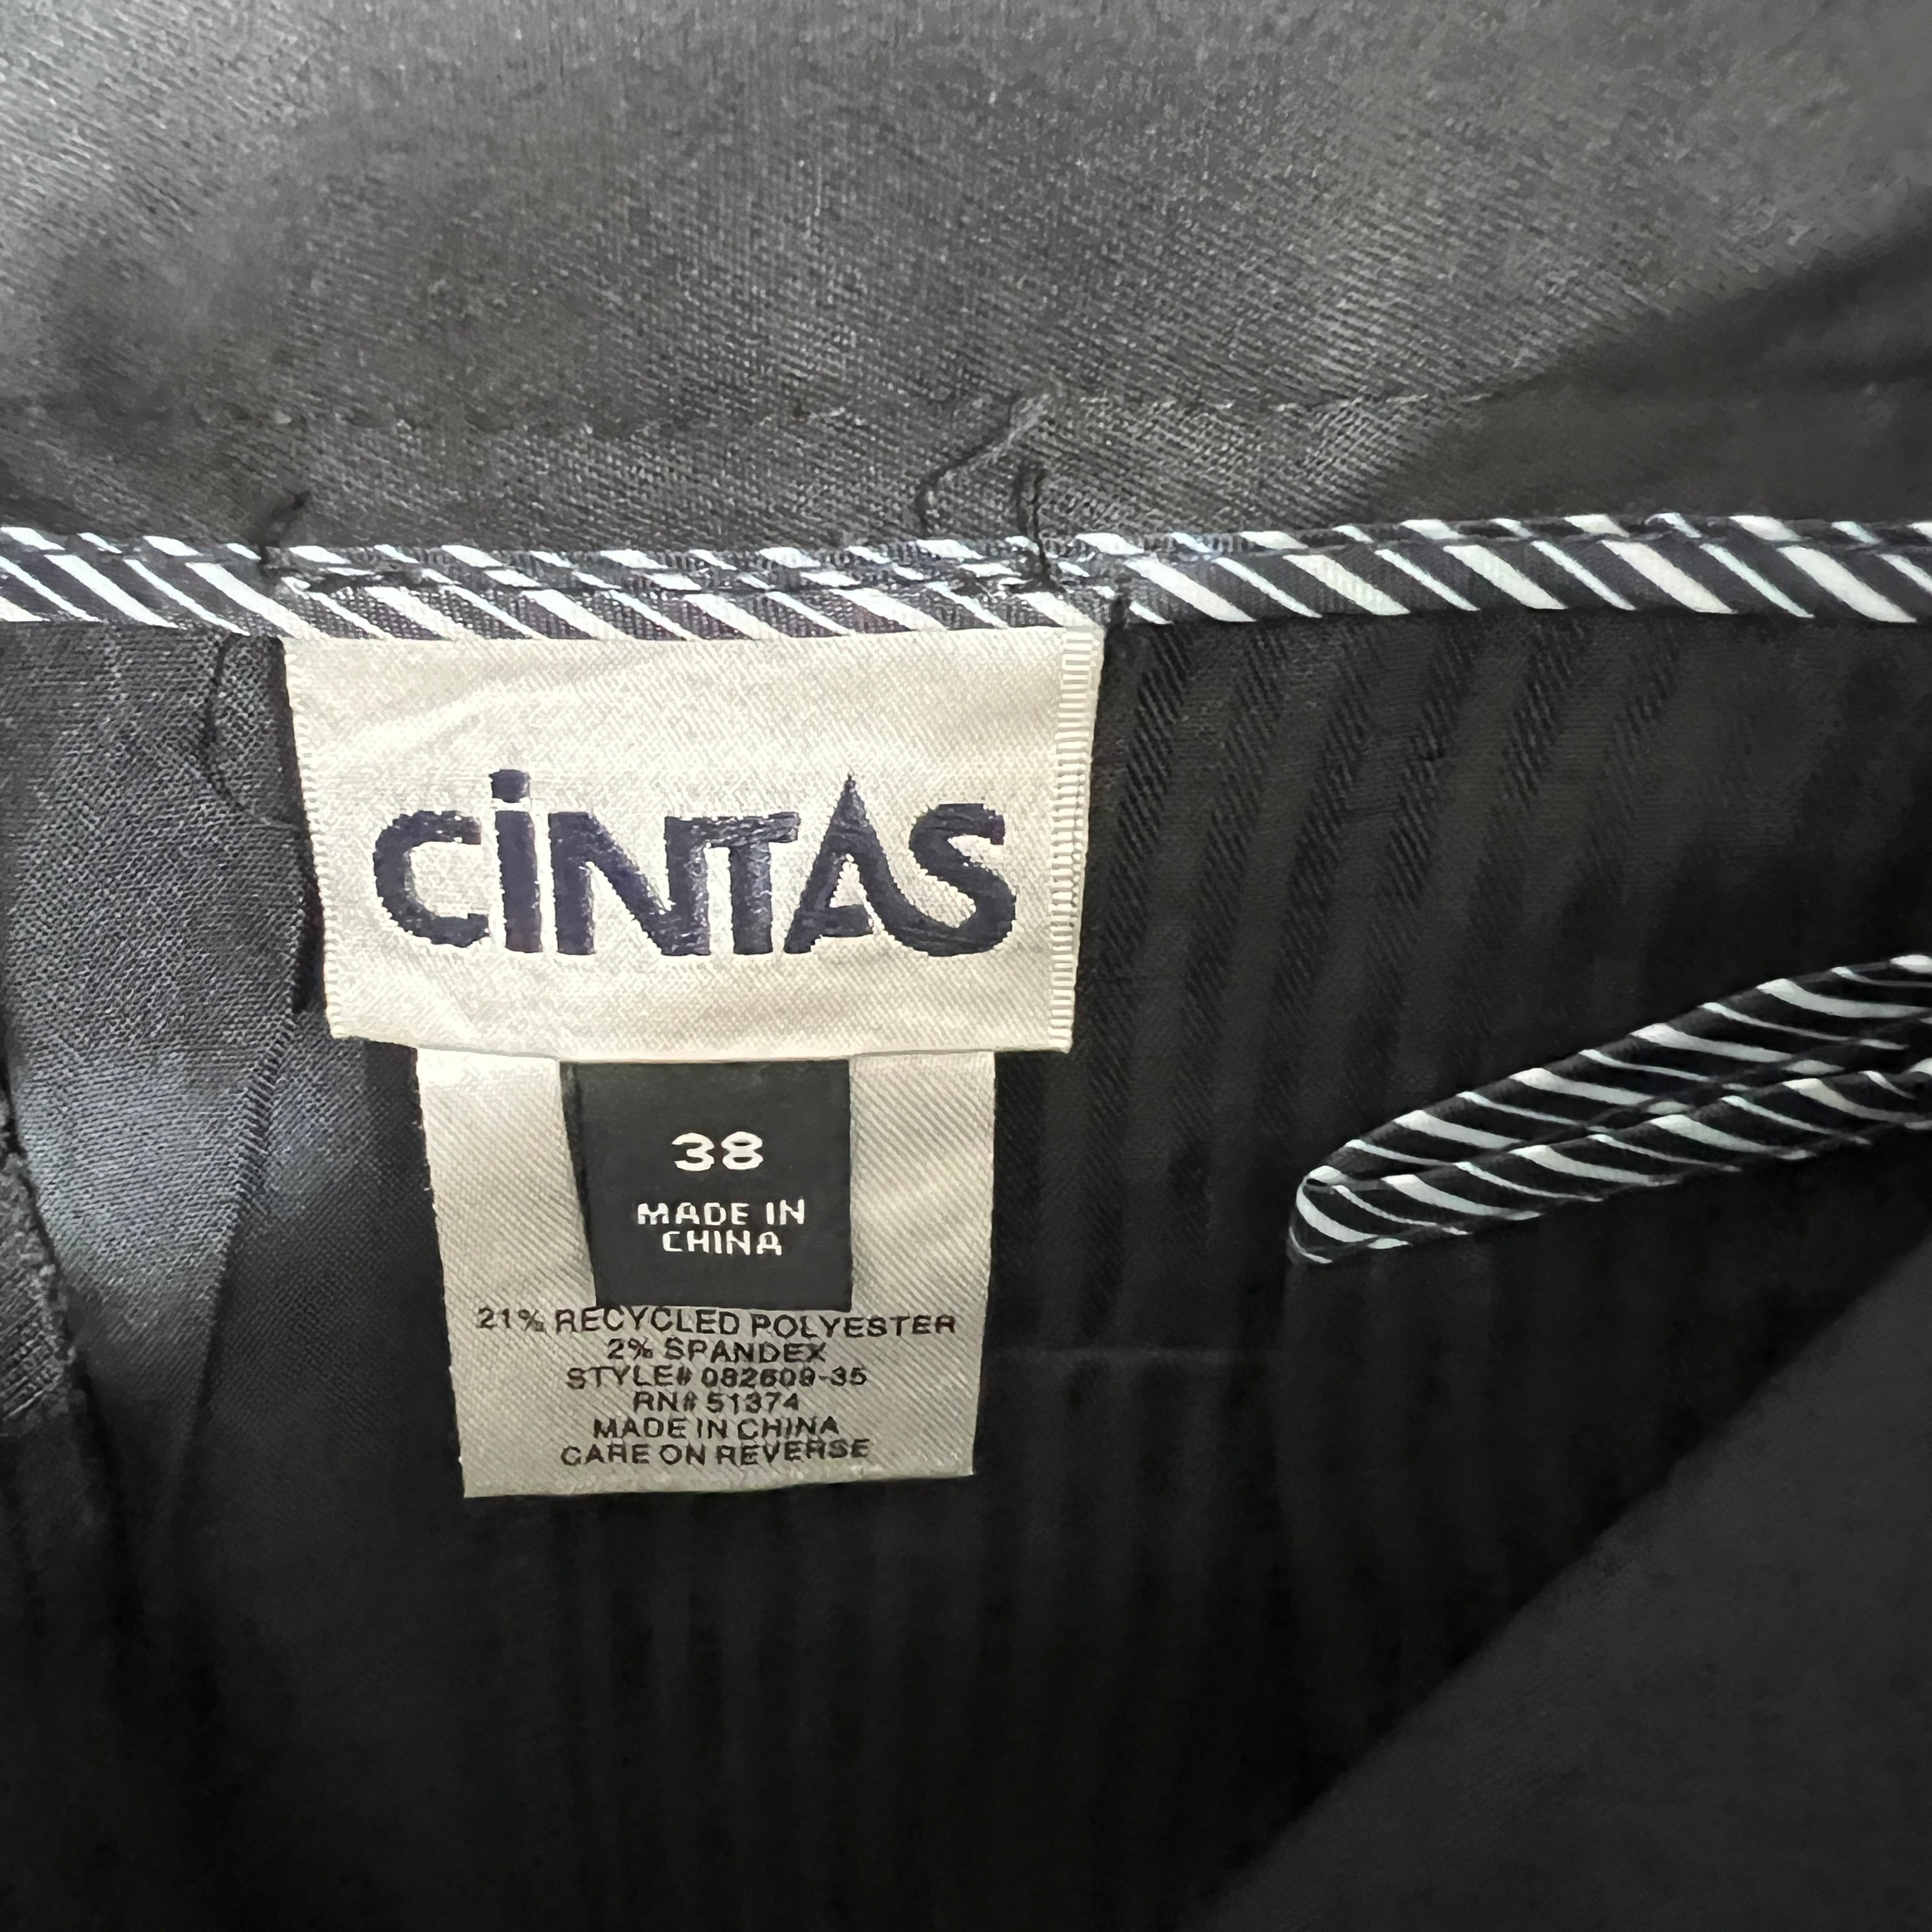 CiNTAS
38
MADE IN
CHINA
21% RECYCLED POLYESTER
2% SPANDEX
STYLE# 082609-35
RN# 51374
MADE IN CHINA
CARE ON REVERSE